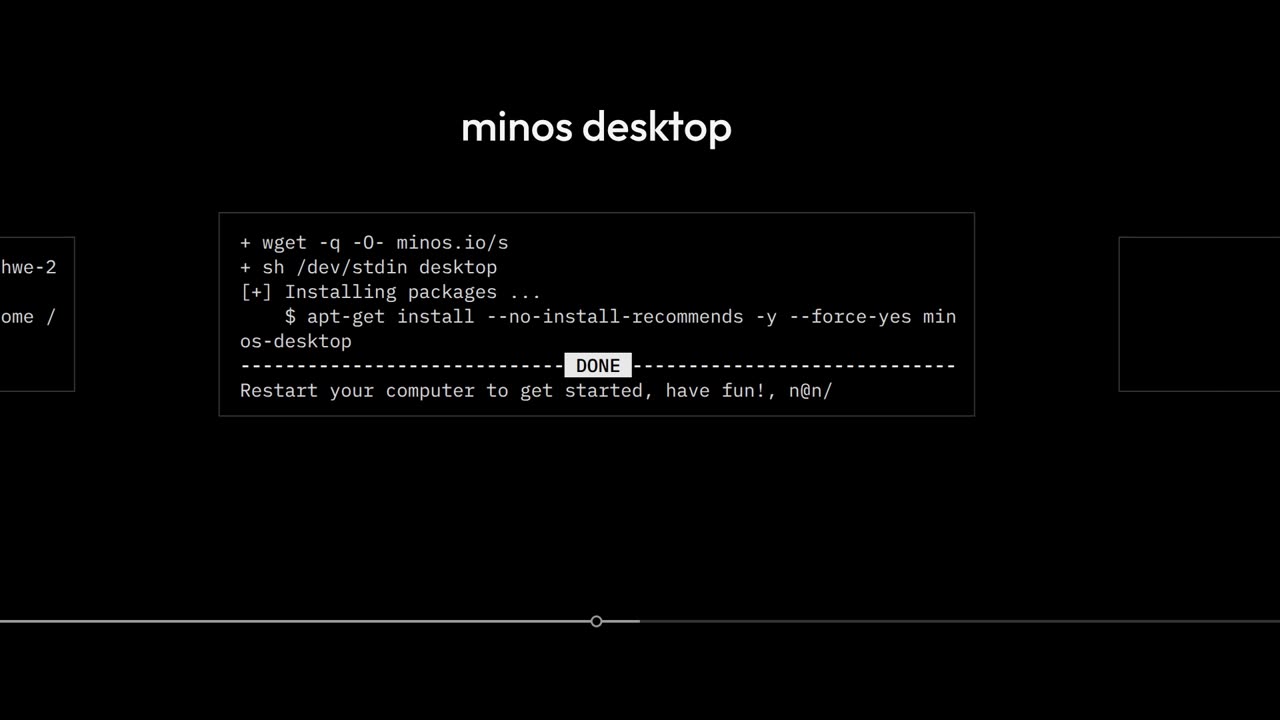 minos desktop
hwe-2
ome /
+ wget -q -O- minos.io/s
+ sh /dev/stdin desktop
[+] Installing packages ...
    $ apt-get install --no-install-recommends -y --force-yes min
os-desktop
-----------------------------DONE-----------------------------
Restart your computer to get started, have fun!, n@n/